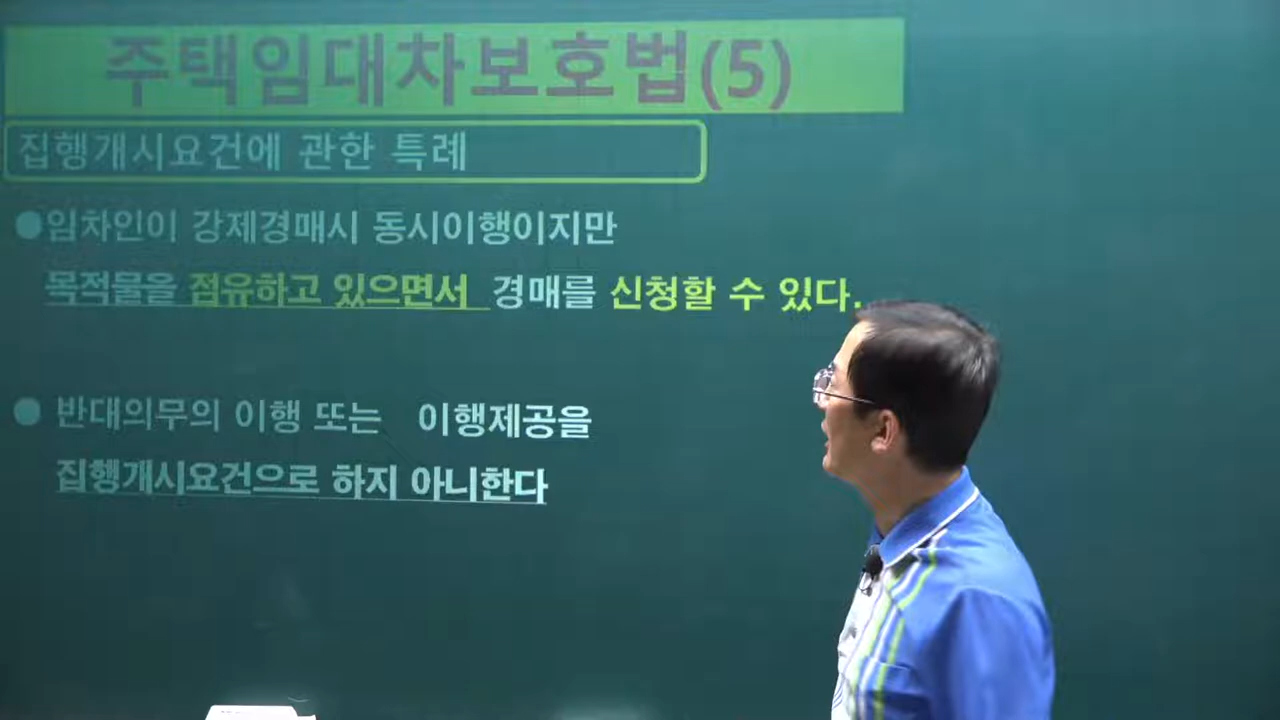 주택임대차보호법(5)
집행개시요건에 관한 특례
●임차인이 강제경매시 동시이행이지만
목적물을 점유하고 있으면서 경매를 신청할 수 있다.
● 반대의무의 이행 또는 이행제공을
집행개시요건으로 하지 아니한다